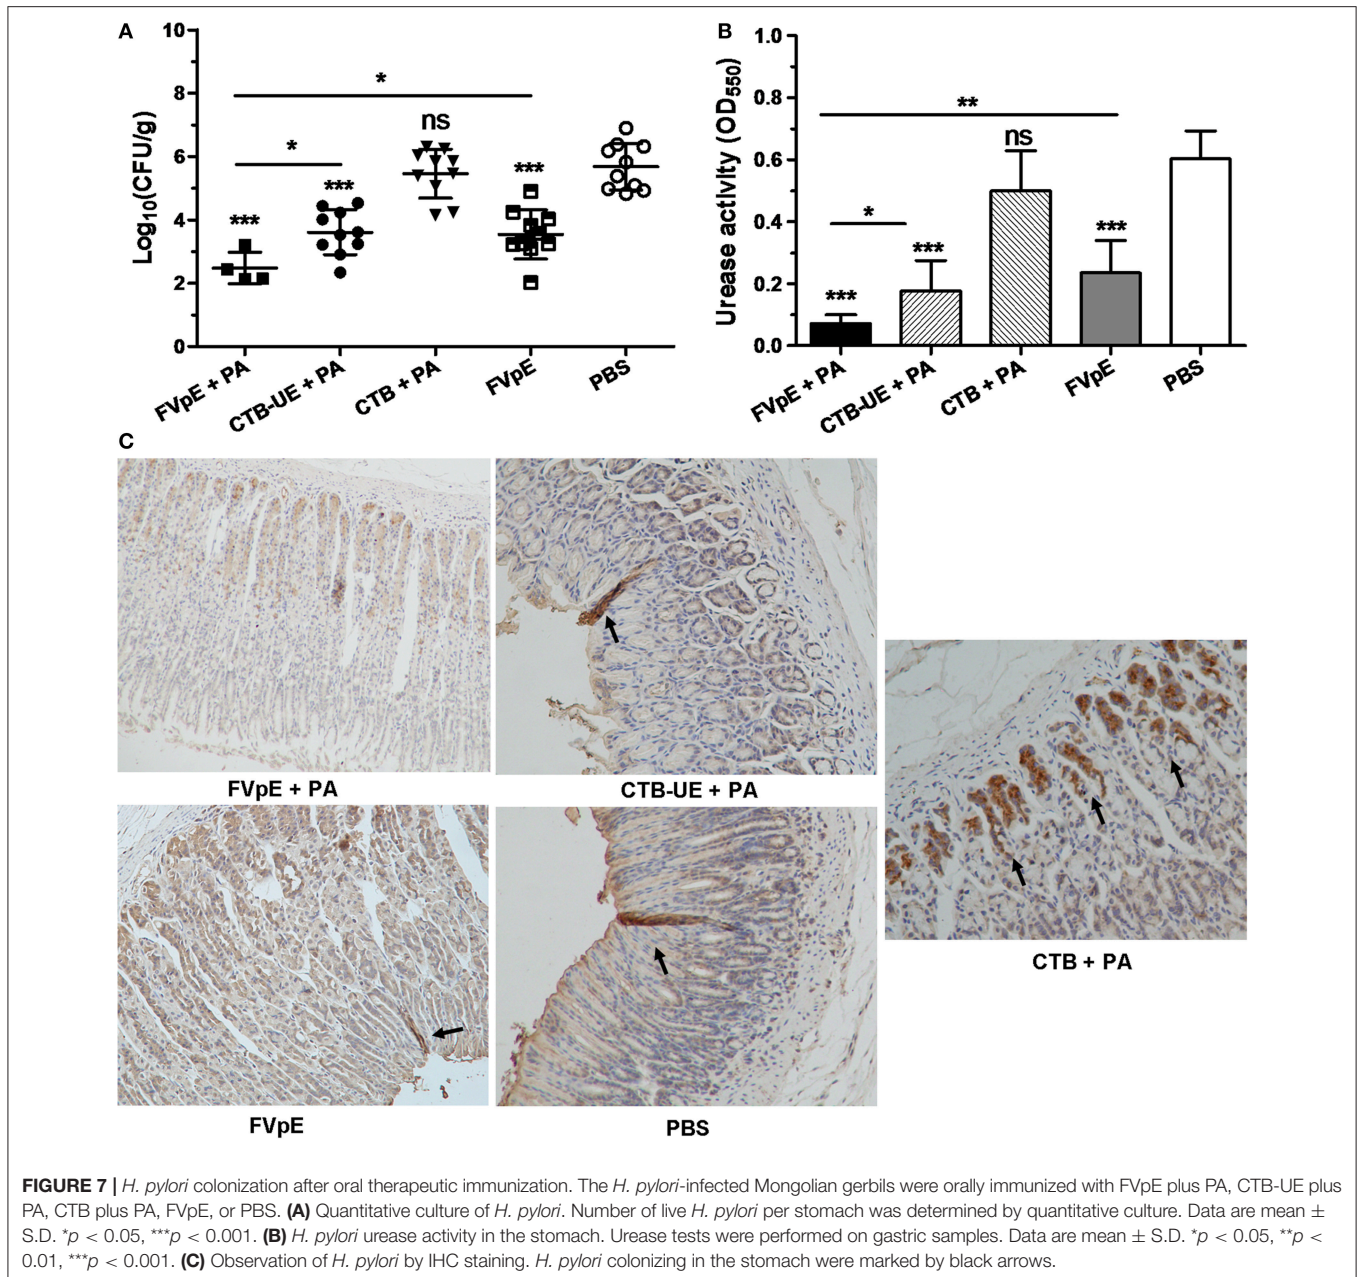 A
10
8
6
4
2
0
Log10(CFU/g)
*
*
***
***
ns
***
FVpE + PA
CTB-UE + PA
CTB + PA
FVpE
PBS
B
1.0
0.8
0.6
0.4
0.2
0.0
Urease activity (OD550)
**
*
***
***
ns
***
FVpE + PA
CTB-UE + PA
CTB + PA
FVpE
PBS
C
FVpE + PA
CTB-UE + PA
CTB + PA
FVpE
PBS
FIGURE 7 | H. pylori colonization after oral therapeutic immunization. The H. pylori-infected Mongolian gerbils were orally immunized with FVpE plus PA, CTB-UE plus
PA, CTB plus PA, FVpE, or PBS. (A) Quantitative culture of H. pylori. Number of live H. pylori per stomach was determined by quantitative culture. Data are mean ±
S.D. *p < 0.05, ***p < 0.001. (B) H. pylori urease activity in the stomach. Urease tests were performed on gastric samples. Data are mean ± S.D. *p < 0.05, **p <
0.01, ***p < 0.001. (C) Observation of H. pylori by IHC staining. H. pylori colonizing in the stomach were marked by black arrows.